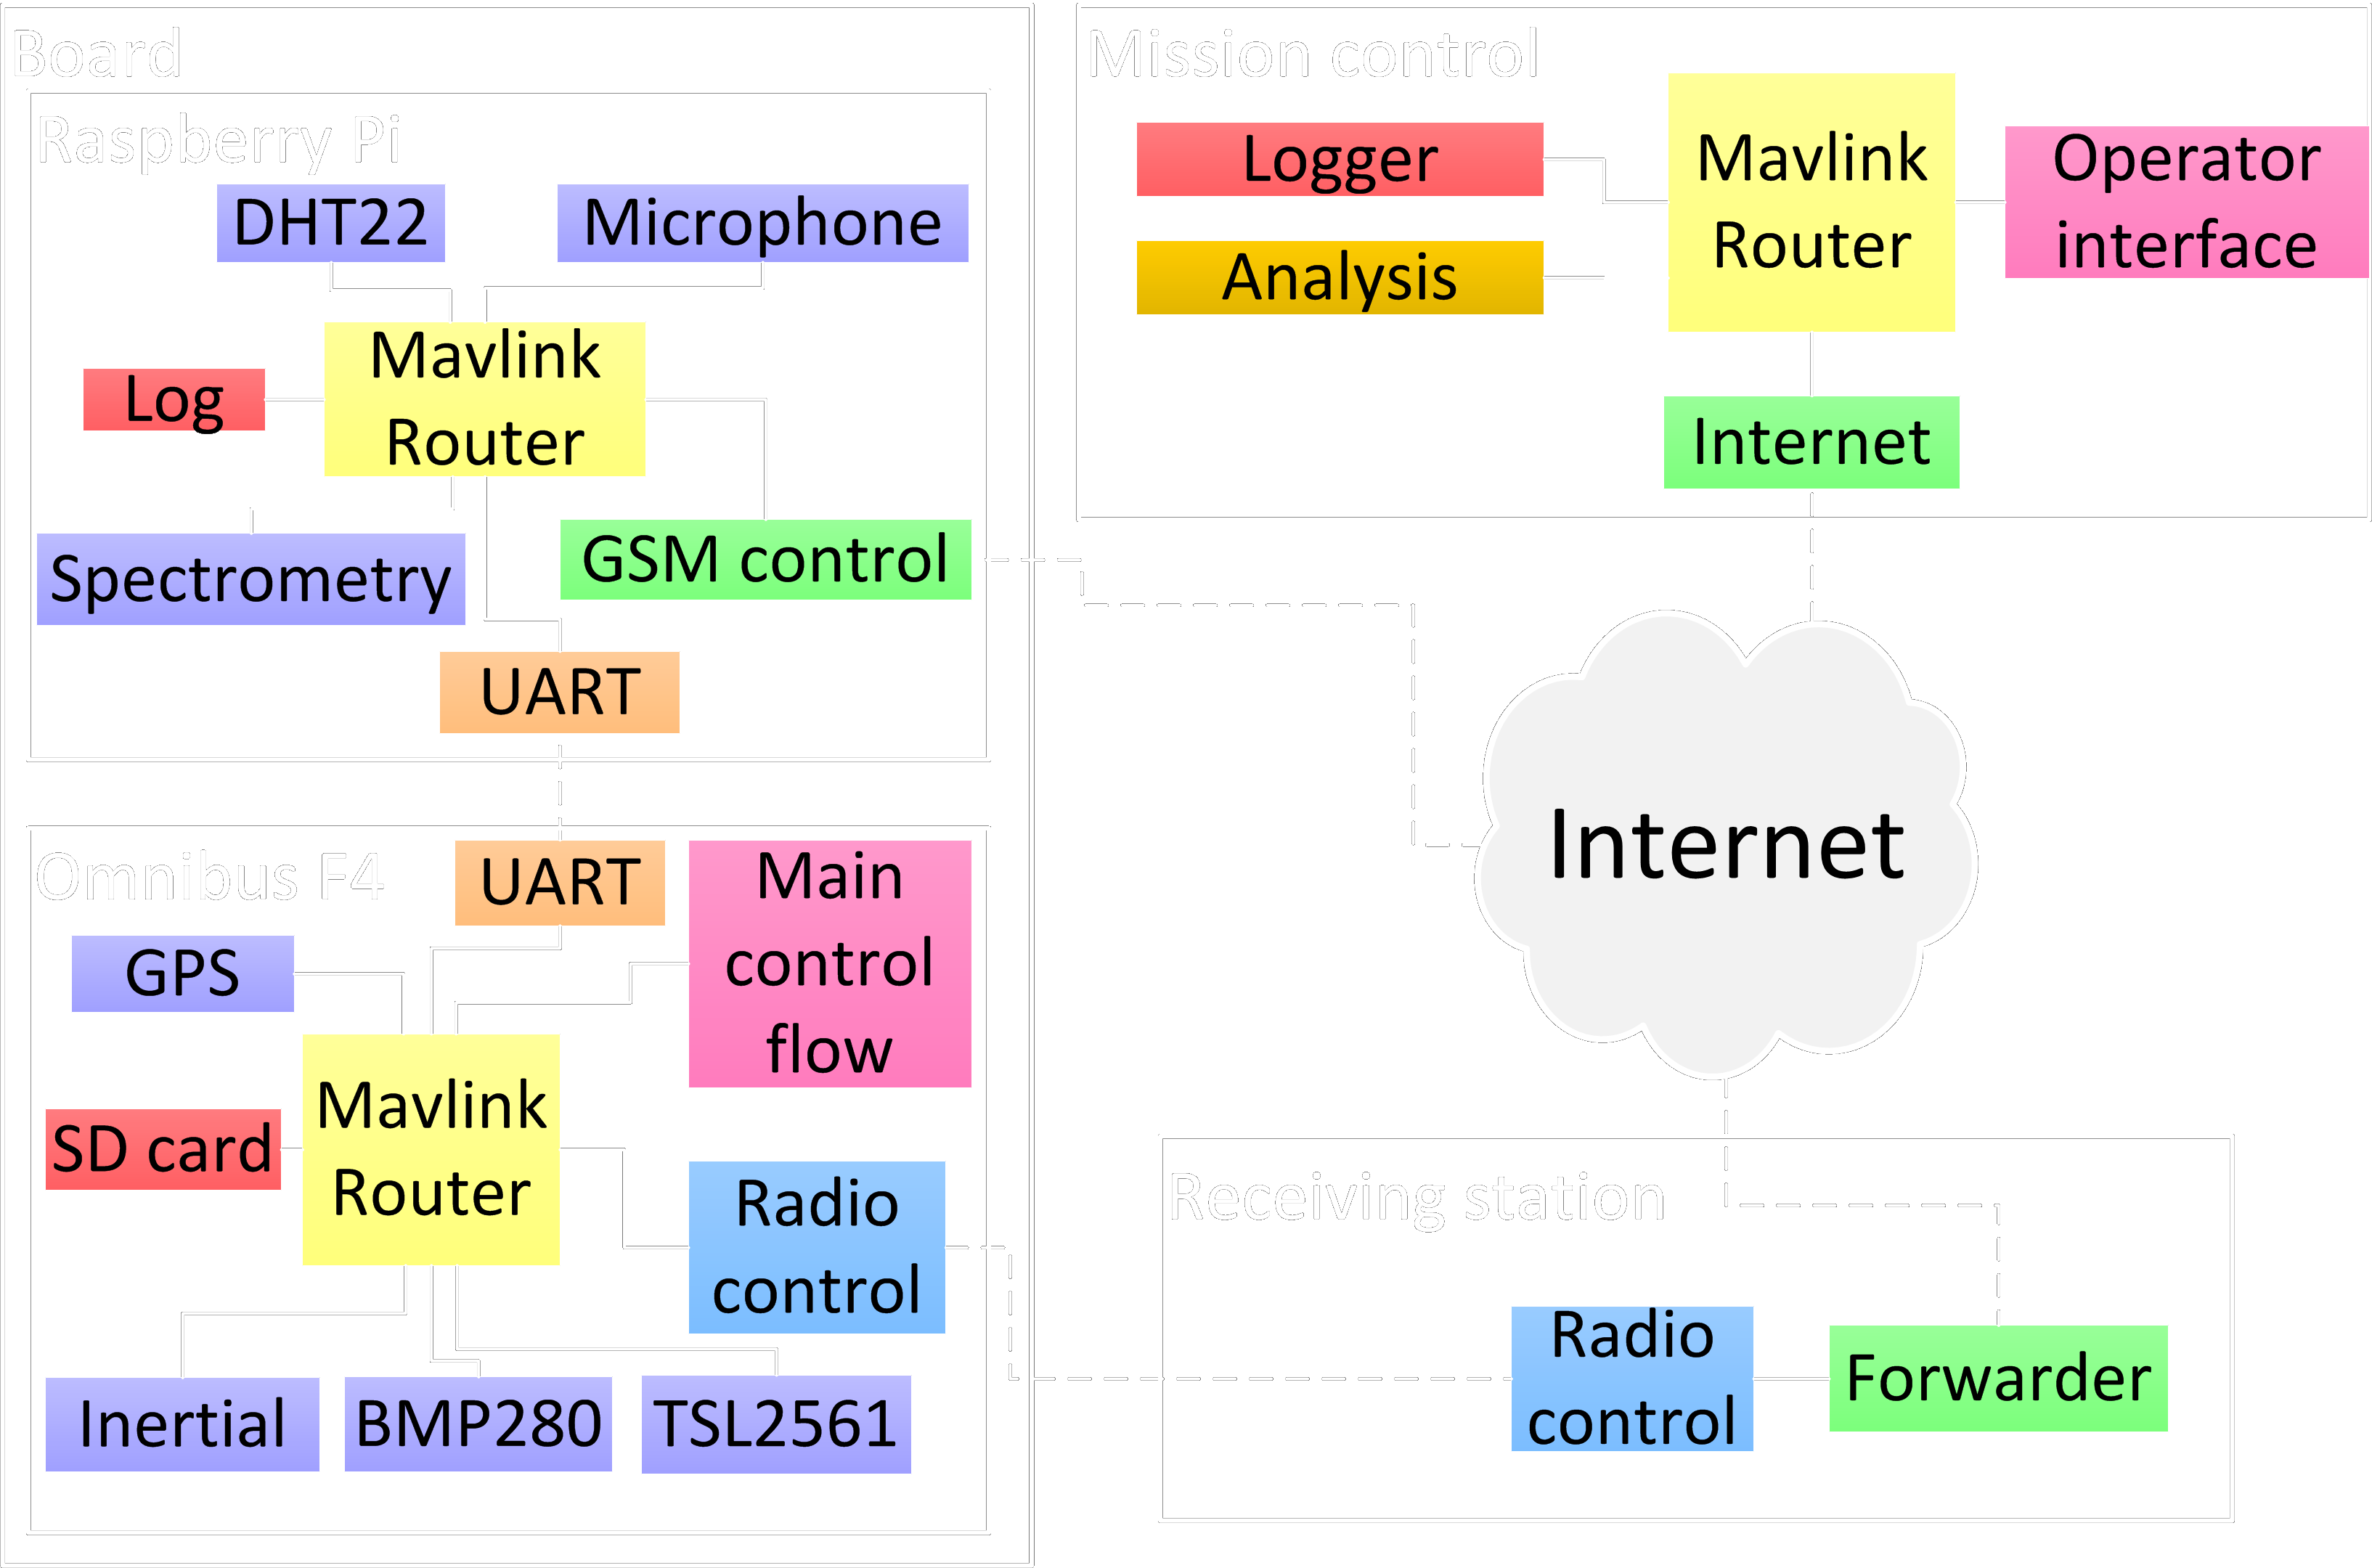 Board
Raspberry Pi
DHT22
Microphone
Mavlink
Router
Log
Spectrometry
GSM control
UART
Omnibus F4
UART
Main
control
flow
GPS
Mavlink
Router
SD card
Radio
control
Inertial
BMP280
TSL2561
Mission control
Logger
Analysis
Mavlink
Router
Operator
interface
Internet
Internet
Receiving station
Radio
control
Forwarder